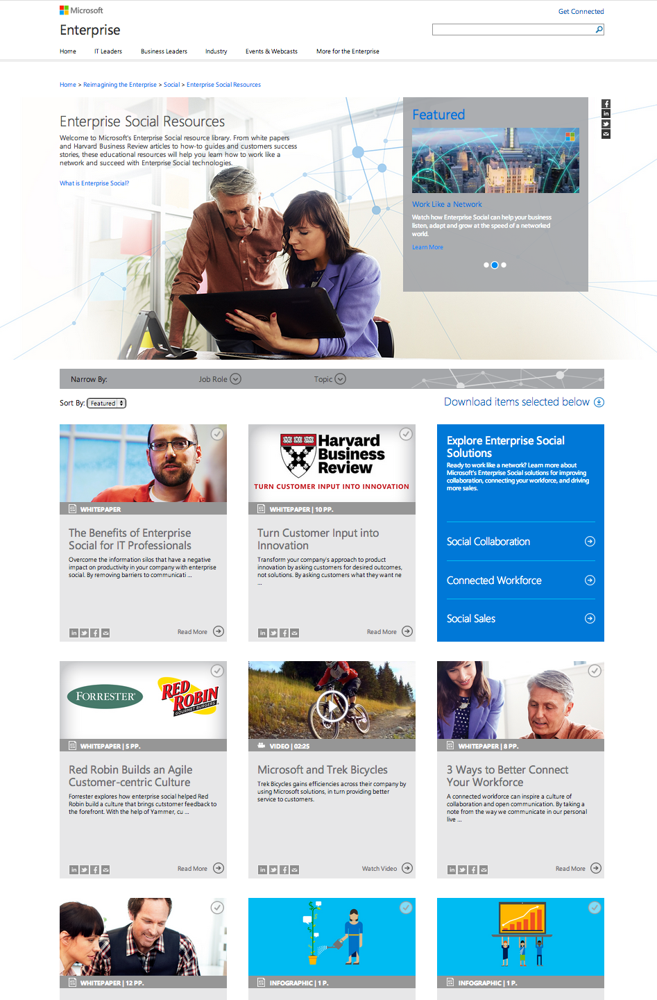 Microsoft
Get Connected
Enterprise
Home IT Leaders Business Leaders Industry Events & Webcasts More for the Enterprise
Home > Reimagining the Enterprise > Social > Enterprise Social Resources
Enterprise Social Resources
Welcome to Microsoft's Enterprise Social resource library. From white papers
and Harvard Business Review articles to how-to guides and customers success
stories, these educational resources will help you learn how to work like a
network and succeed with Enterprise Social technologies.
What is Enterprise Social?
Featured
Work Like a Network
Watch how Enterprise Social can help your business
listen, adapt and grow at the speed of a networked
world.
Learn More
Narrow By: Job Role Topic
Sort By: Featured
Download items selected below
WHITEPAPER
The Benefits of Enterprise
Social for IT Professionals
Overcome the information silos that have a negative
impact on productivity in your company with enterprise
social. By removing barriers to communicati ...
Read More
Harvard
Business
Review
TURN CUSTOMER INPUT INTO INNOVATION
WHITEPAPER | 10 PP.
Turn Customer Input into
Innovation
Transform your company's approach to product
innovation by asking customers for desired outcomes,
not solutions. By asking customers what they want ne
...
Read More
Explore Enterprise Social
Solutions
Ready to work like a network? Learn more about
Microsoft's Enterprise Social solutions for improving
collaboration, connecting your workforce, and driving
more sales.
Social Collaboration
Connected Workforce
Social Sales
FORRESTER®
RED
ROBIN
GOURMET BURGERS
WHITEPAPER | 5 PP.
Red Robin Builds an Agile
Customer-centric Culture
Forrester explores how enterprise social helped Red
Robin build a culture that brings cutstomer feedback to
the forefront. With the help of Yammer, cu ...
Read More
VIDEO | 02:25
Microsoft and Trek Bicycles
Trek Bicycles gains efficiencies across their company by
using Microsoft solutions, in turn providing better
service to customers.
Watch Video
WHITEPAPER | 8 PP.
3 Ways to Better Connect
Your Workforce
A connected workforce can inspire a culture of
collaboration and open communication. By taking a
note from the way we communicate in our personal
live ...
Read More
WHITEPAPER | 12 PP.
INFOGRAPHIC | 1 P.
INFOGRAPHIC | 1 P.